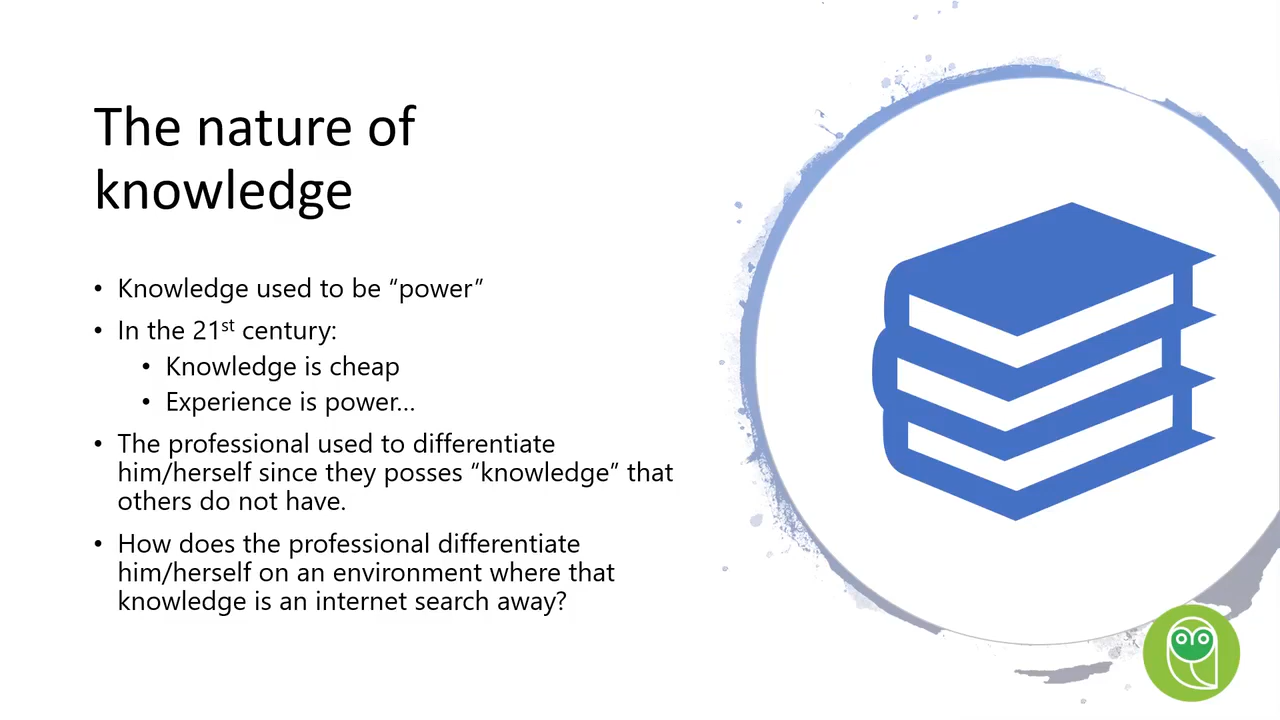 The nature of
knowledge
• Knowledge used to be “power”
• In the 21st century:
• Knowledge is cheap
• Experience is power…
• The professional used to differentiate
him/herself since they posses “knowledge” that
others do not have.
• How does the professional differentiate
him/herself on an environment where that
knowledge is an internet search away?